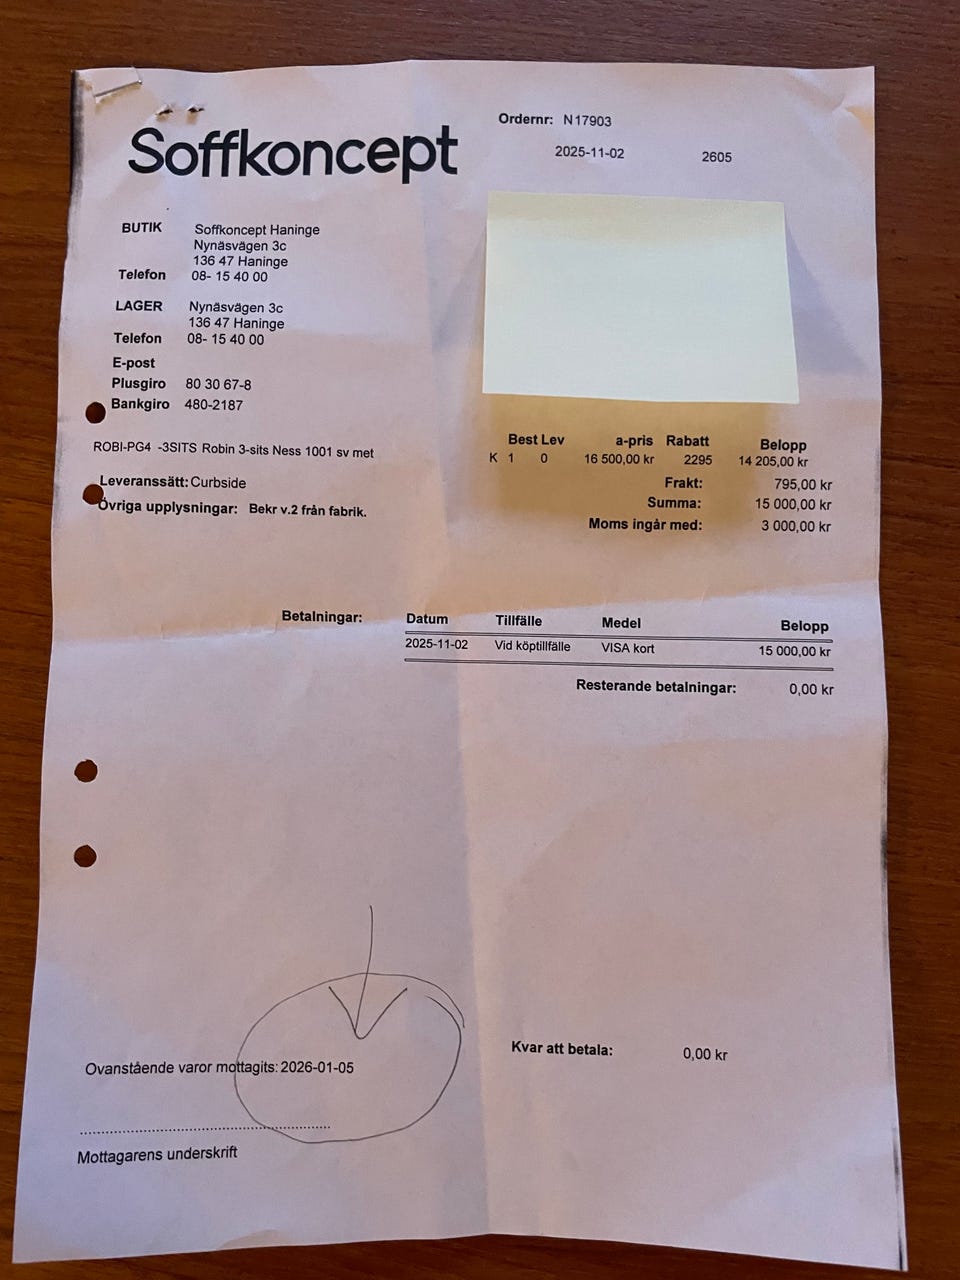 Soffkoncept
Ordernr: N17903
2025-11-02 2605
BUTIK Soffkoncept Haninge
Nynäsvägen 3c
136 47 Haninge
Telefon 08- 15 40 00
LAGER Nynäsvägen 3c
136 47 Haninge
Telefon 08- 15 40 00
E-post
Plusgiro 80 30 67-8
Bankgiro 480-2187
Best Lev a-pris Rabatt Belopp
ROBI-PG4 -3SITS Robin 3-sits Ness 1001 sv met K 1 0 16 500,00 kr 2295 14 205,00 kr
Leveranssätt: Curbside Frakt: 795,00 kr
Övriga upplysningar: Bekr v.2 från fabrik. Summa: 15 000,00 kr
Moms ingår med: 3 000,00 kr
Betalningar: Datum Tillfälle Medel Belopp
2025-11-02 Vid köptillfälle VISA kort 15 000,00 kr
Resterande betalningar: 0,00 kr
Kvar att betala: 0,00 kr
Ovanstående varor mottagits: 2026-01-05
Mottagarens underskrift